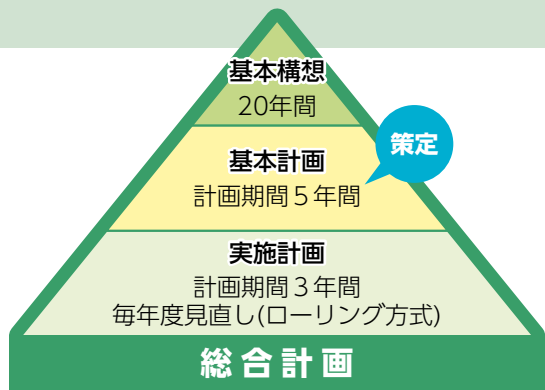 基本構想
20年間
策定
基本計画
計画期間５年間
実施計画
計画期間３年間
毎年度見直し(ローリング方式)
総合計画